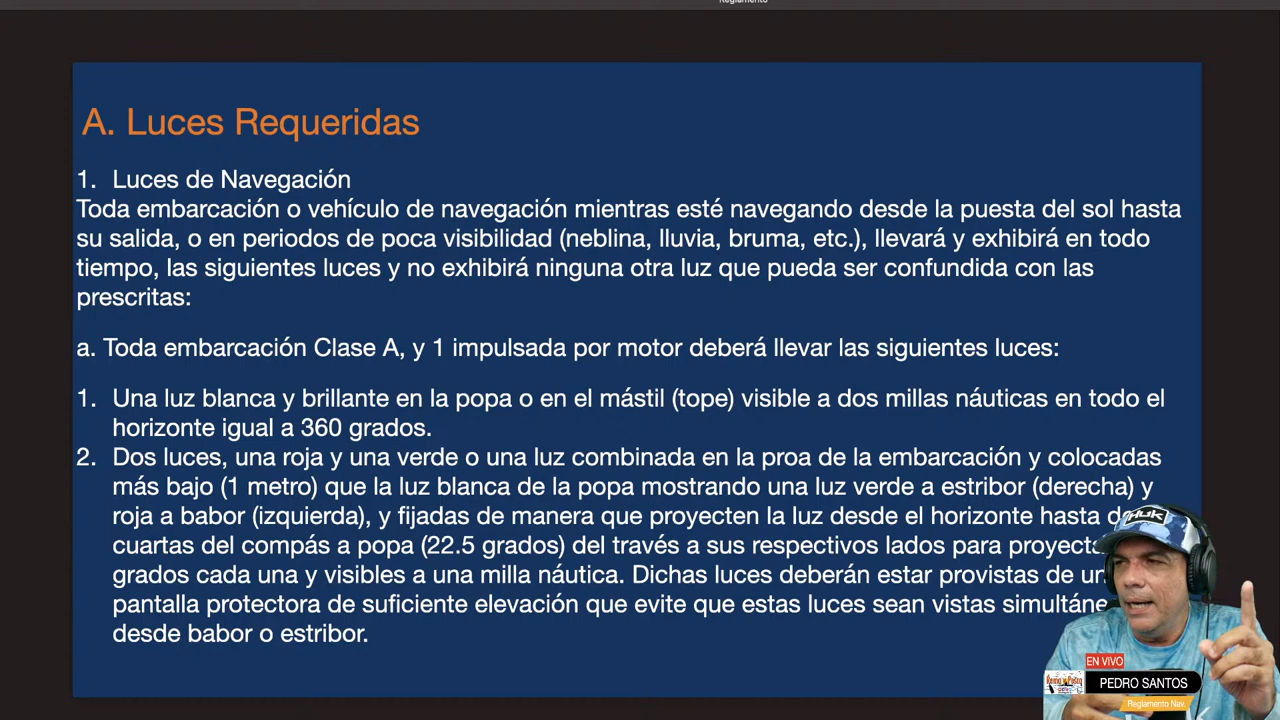 Reglamento
A. Luces Requeridas
1. Luces de Navegación
Toda embarcación o vehículo de navegación mientras esté navegando desde la puesta del sol hasta
su salida, o en periodos de poca visibilidad (neblina, lluvia, bruma, etc.), llevará y exhibirá en todo
tiempo, las siguientes luces y no exhibirá ninguna otra luz que pueda ser confundida con las
prescritas:
a. Toda embarcación Clase A, y 1 impulsada por motor deberá llevar las siguientes luces:
1. Una luz blanca y brillante en la popa o en el mástil (tope) visible a dos millas náuticas en todo el
horizonte igual a 360 grados.
2. Dos luces, una roja y una verde o una luz combinada en la proa de la embarcación y colocadas
más bajo (1 metro) que la luz blanca de la popa mostrando una luz verde a estribor (derecha) y
roja a babor (izquierda), y fijadas de manera que proyecten la luz desde el horizonte hasta
cuartas del compás a popa (22.5 grados) del través a sus respectivos lados para
grados cada una y visibles a una milla náutica. Dichas luces deberán estar provistas de
pantalla protectora de suficiente elevación que evite que estas luces sean vistas
desde babor o estribor.
HUK
EN VIVO
PEDRO SANTOS
Reglamento Nav.